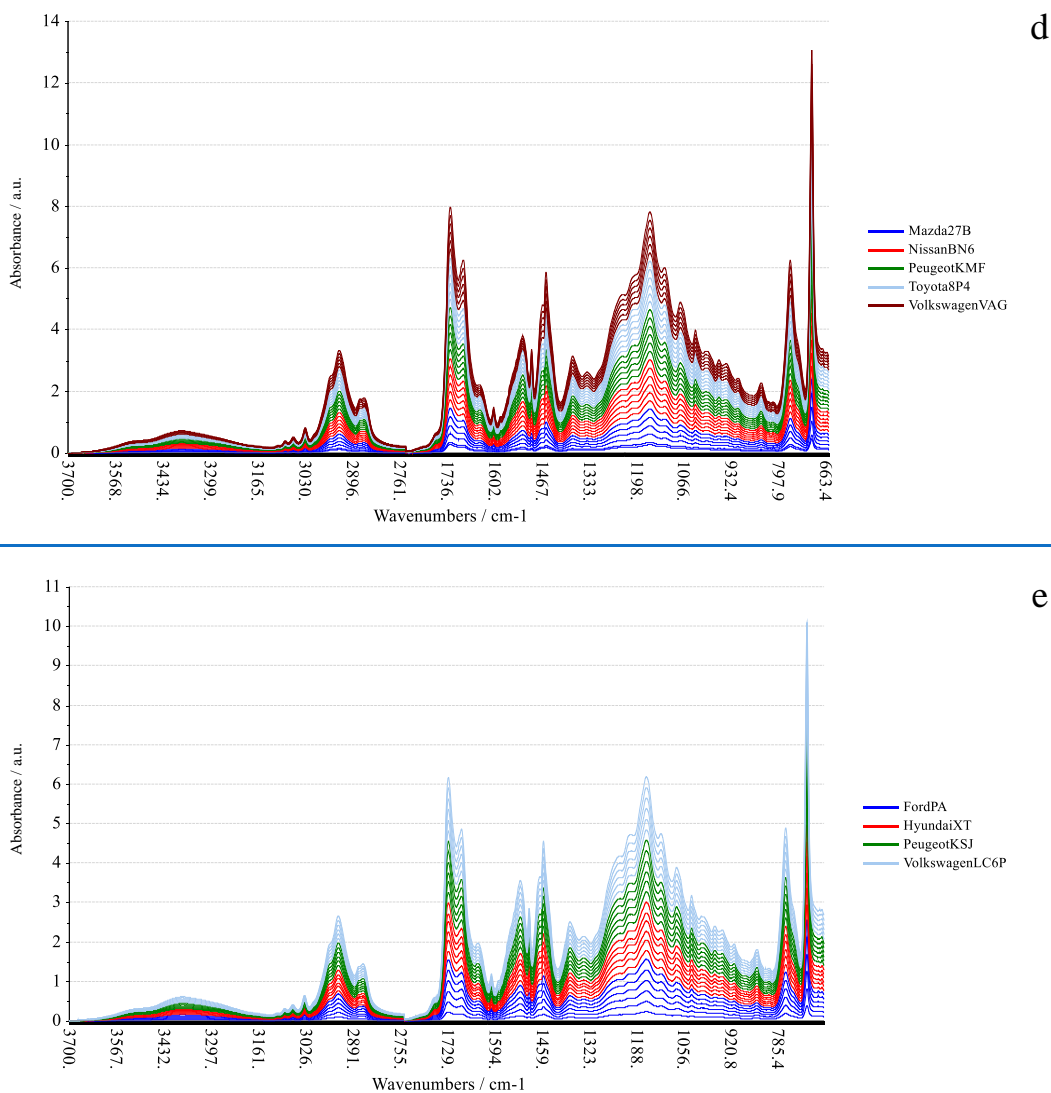 d
14
12
10
8
6
4
2
0
Absorbance / a.u.
3700. 3568. 3434. 3299. 3165. 3030. 2896. 2761. 1736. 1602. 1467. 1333. 1198. 1066. 932.4 797.9 663.4
Wavenumbers / cm-1
Mazda27B
NissanBN6
PeugeotKMF
Toyota8P4
VolkswagenVAG
e
11
10
9
8
7
6
5
4
3
2
1
0
Absorbance / a.u.
3700. 3567. 3432. 3297. 3161. 3026. 2891. 2755. 1729. 1594. 1459. 1323. 1188. 1056. 920.8 785.4
Wavenumbers / cm-1
FordPA
HyundaiXT
PeugeotKSJ
VolkswagenLC6P